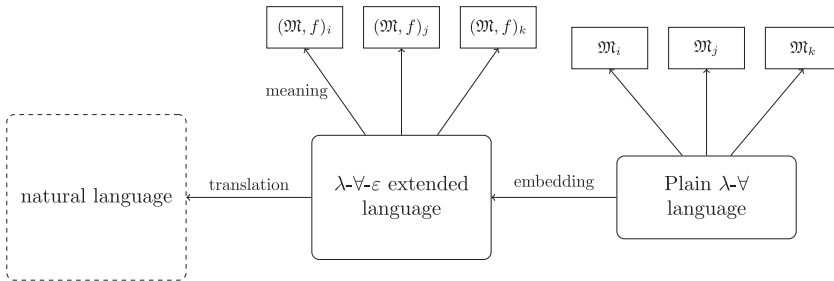 (𝔐, f)ᵢ (𝔐, f)ⱼ (𝔐, f)ₖ
𝔐ᵢ 𝔐ⱼ 𝔐ₖ
meaning
natural language
translation
λ-∀-ε extended
language
embedding
Plain λ-∀
language